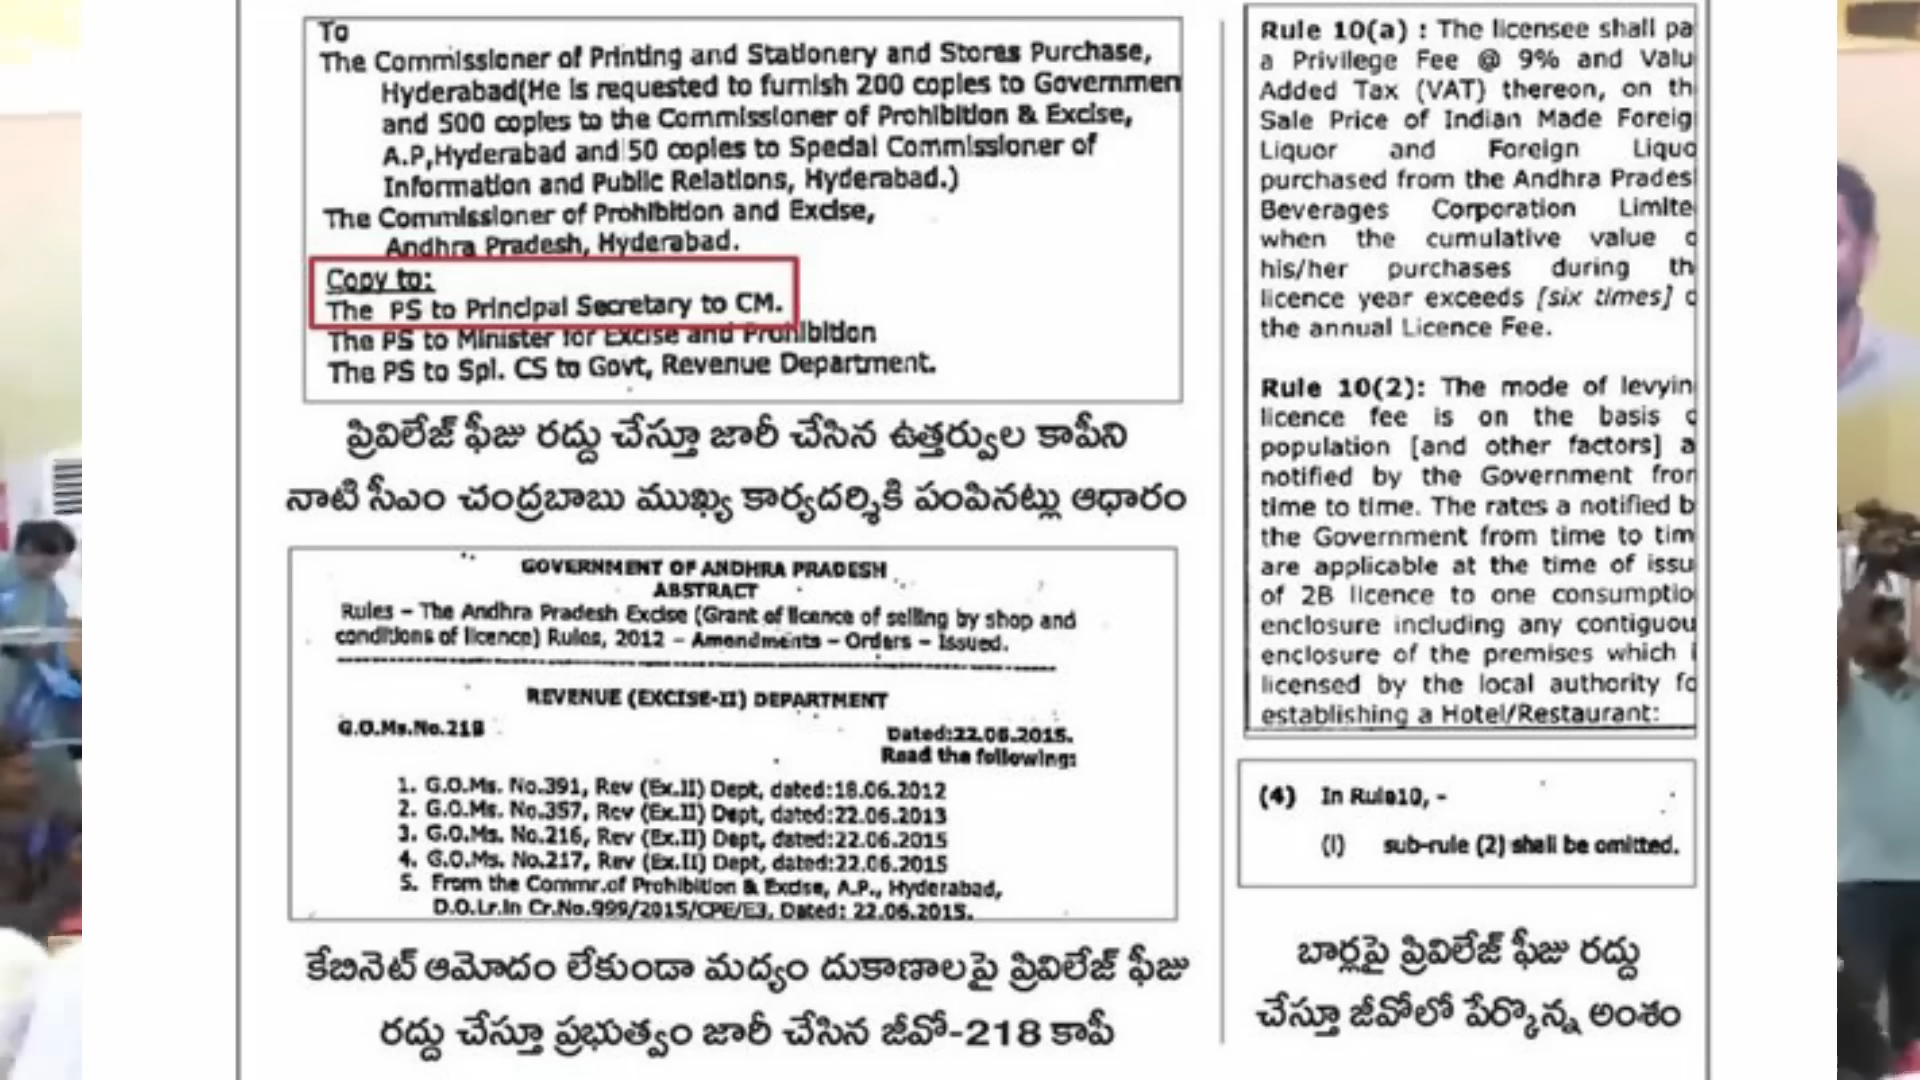 To
The Commissioner of Printing and Stationery and Stores Purchase,
Hyderabad(He is requested to furnish 200 copies to Governmen
and 500 copies to the Commissioner of Prohibition & Excise,
A.P,Hyderabad and 50 copies to Special Commissioner of
Information and Public Relations, Hyderabad.)
The Commissioner of Prohibition and Excise,
Andhra Pradesh, Hyderabad.
Copy to:
The PS to Principal Secretary to CM.
The PS to Minister for Excise and Prohibition
The PS to Spl. CS to Govt, Revenue Department.
ప్రివిలేజ్ ఫీజు రద్దు చేస్తూ జారీ చేసిన ఉత్తర్వుల కాపీని
నాటి సీఎం చంద్రబాబు ముఖ్య కార్యదర్శికి పంపినట్లు ఆధారం
GOVERNMENT OF ANDHRA PRADESH
ABSTRACT
Rules – The Andhra Pradesh Excise (Grant of licence of selling by shop and
conditions of licence) Rules, 2012 – Amendments – Orders – Issued.
REVENUE (EXCISE-II) DEPARTMENT
G.O.Ms.No.218
Dated:22.06.2015.
Read the following:
1. G.O.Ms. No.391, Rev (Ex.II) Dept, dated:18.06.2012
2. G.O.Ms. No.357, Rev (Ex.II) Dept, dated:22.06.2013
3. G.O.Ms. No.216, Rev (Ex.II) Dept, dated:22.06.2015
4. G.O.Ms. No.217, Rev (Ex.II) Dept, dated:22.06.2015
5. From the Commr.of Prohibition & Excise, A.P., Hyderabad,
D.O.Lr.In Cr.No.999/2015/CPE/E3, Dated: 22.06.2015.
కేబినెట్ ఆమోదం లేకుండా మద్యం దుకాణాలపై ప్రివిలేజ్ ఫీజు
రద్దు చేస్తూ ప్రభుత్వం జారీ చేసిన జీవో-218 కాపీ
Rule 10(a) : The licensee shall pa
a Privilege Fee @ 9% and Valu
Added Tax (VAT) thereon, on th
Sale Price of Indian Made Foreig
Liquor and Foreign Liquo
purchased from the Andhra Prades
Beverages Corporation Limite
when the cumulative value o
his/her purchases during th
licence year exceeds [six times] o
the annual Licence Fee.
Rule 10(2): The mode of levyin
licence fee is on the basis o
population [and other factors] a
notified by the Government fror
time to time. The rates a notified b
the Government from time to tim
are applicable at the time of issu
of 2B licence to one consumptio
enclosure including any contiguou
enclosure of the premises which i
licensed by the local authority fo
establishing a Hotel/Restaurant:
(4) In Rule10, -
(i) sub-rule (2) shall be omitted.
బార్లపై ప్రివిలేజ్ ఫీజు రద్దు
చేస్తూ జీవోలో పేర్కొన్న అంశం